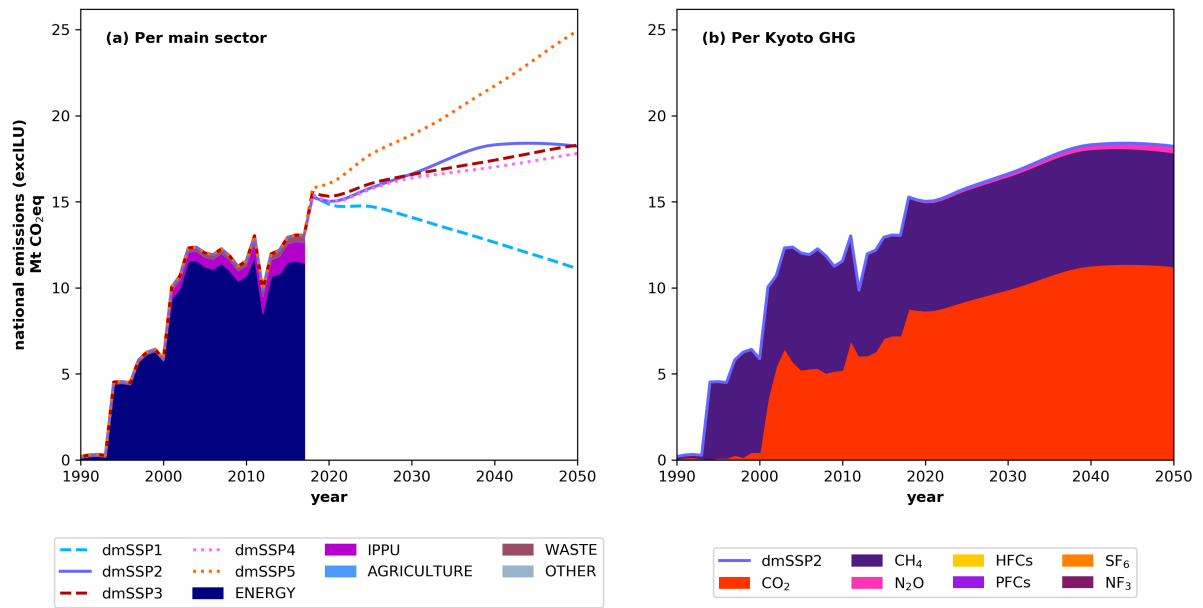 (a) Per main sector
national emissions (exclLU)
Mt CO₂eq
25
20
15
10
5
0
1990 2000 2010 2020 2030 2040 2050
year
dmSSP1 dmSSP4 IPPU WASTE
dmSSP2 dmSSP5 AGRICULTURE OTHER
dmSSP3 ENERGY
(b) Per Kyoto GHG
25
20
15
10
5
0
1990 2000 2010 2020 2030 2040 2050
year
dmSSP2 CH₄ HFCs SF₆
CO₂ N₂O PFCs NF₃